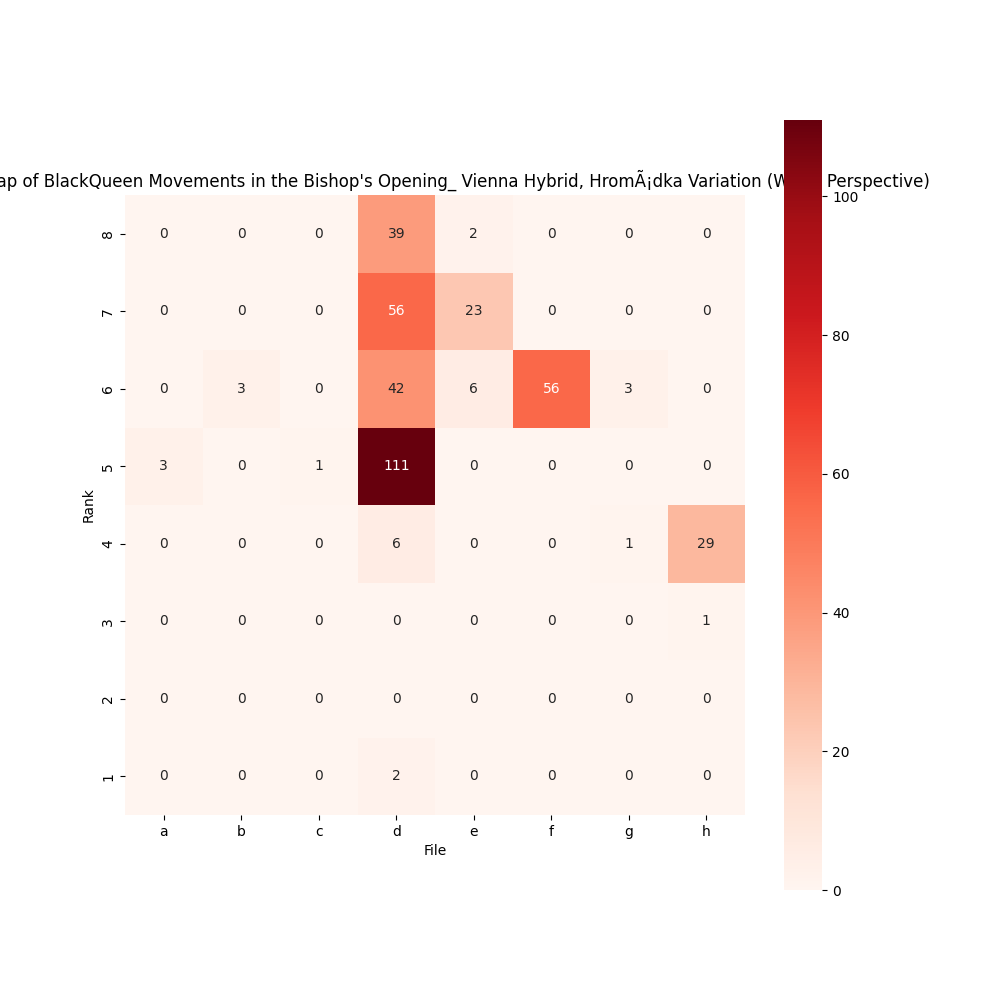 ap of BlackQueen Movements in the Bishop's Opening_ Vienna Hybrid, HromÃ¡dka Variation (W Perspective)
8 0 0 0 39 2 0 0 0
7 0 0 0 56 23 0 0 0
6 0 3 0 42 6 56 3 0
5 3 0 1 111 0 0 0 0
4 0 0 0 6 0 0 1 29
3 0 0 0 0 0 0 0 1
2 0 0 0 0 0 0 0 0
1 0 0 0 2 0 0 0 0
a b c d e f g h
File
Rank
100
80
60
40
20
0